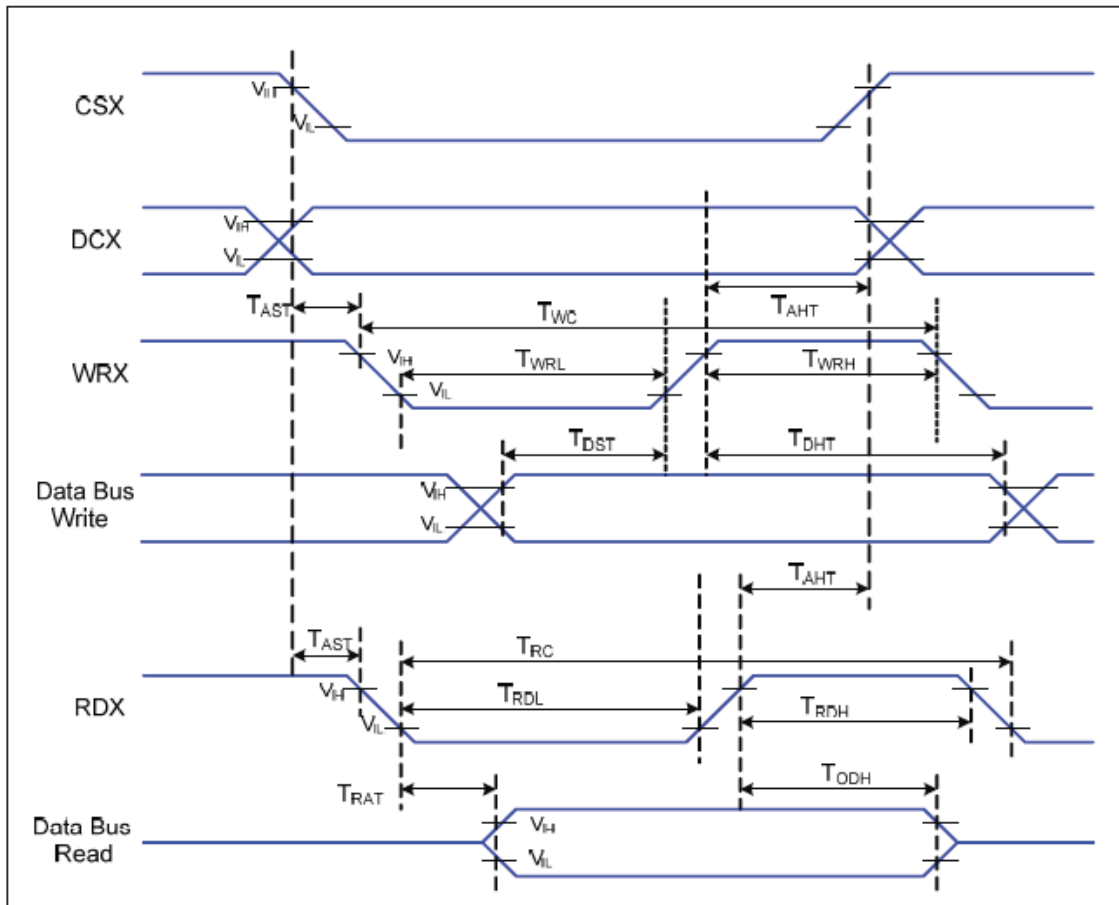 CSX
VIH
VIL
DCX
VIH
VIL
TAST
TWC
TAHT
WRX
VIH
VIL
TWRL
TWRH
TDST
TDHT
Data Bus
Write
VIH
VIL
TAHT
TAST
TRC
RDX
VIH
VIL
TRDL
TRDH
TRAT
TODH
Data Bus
Read
VIH
VIL